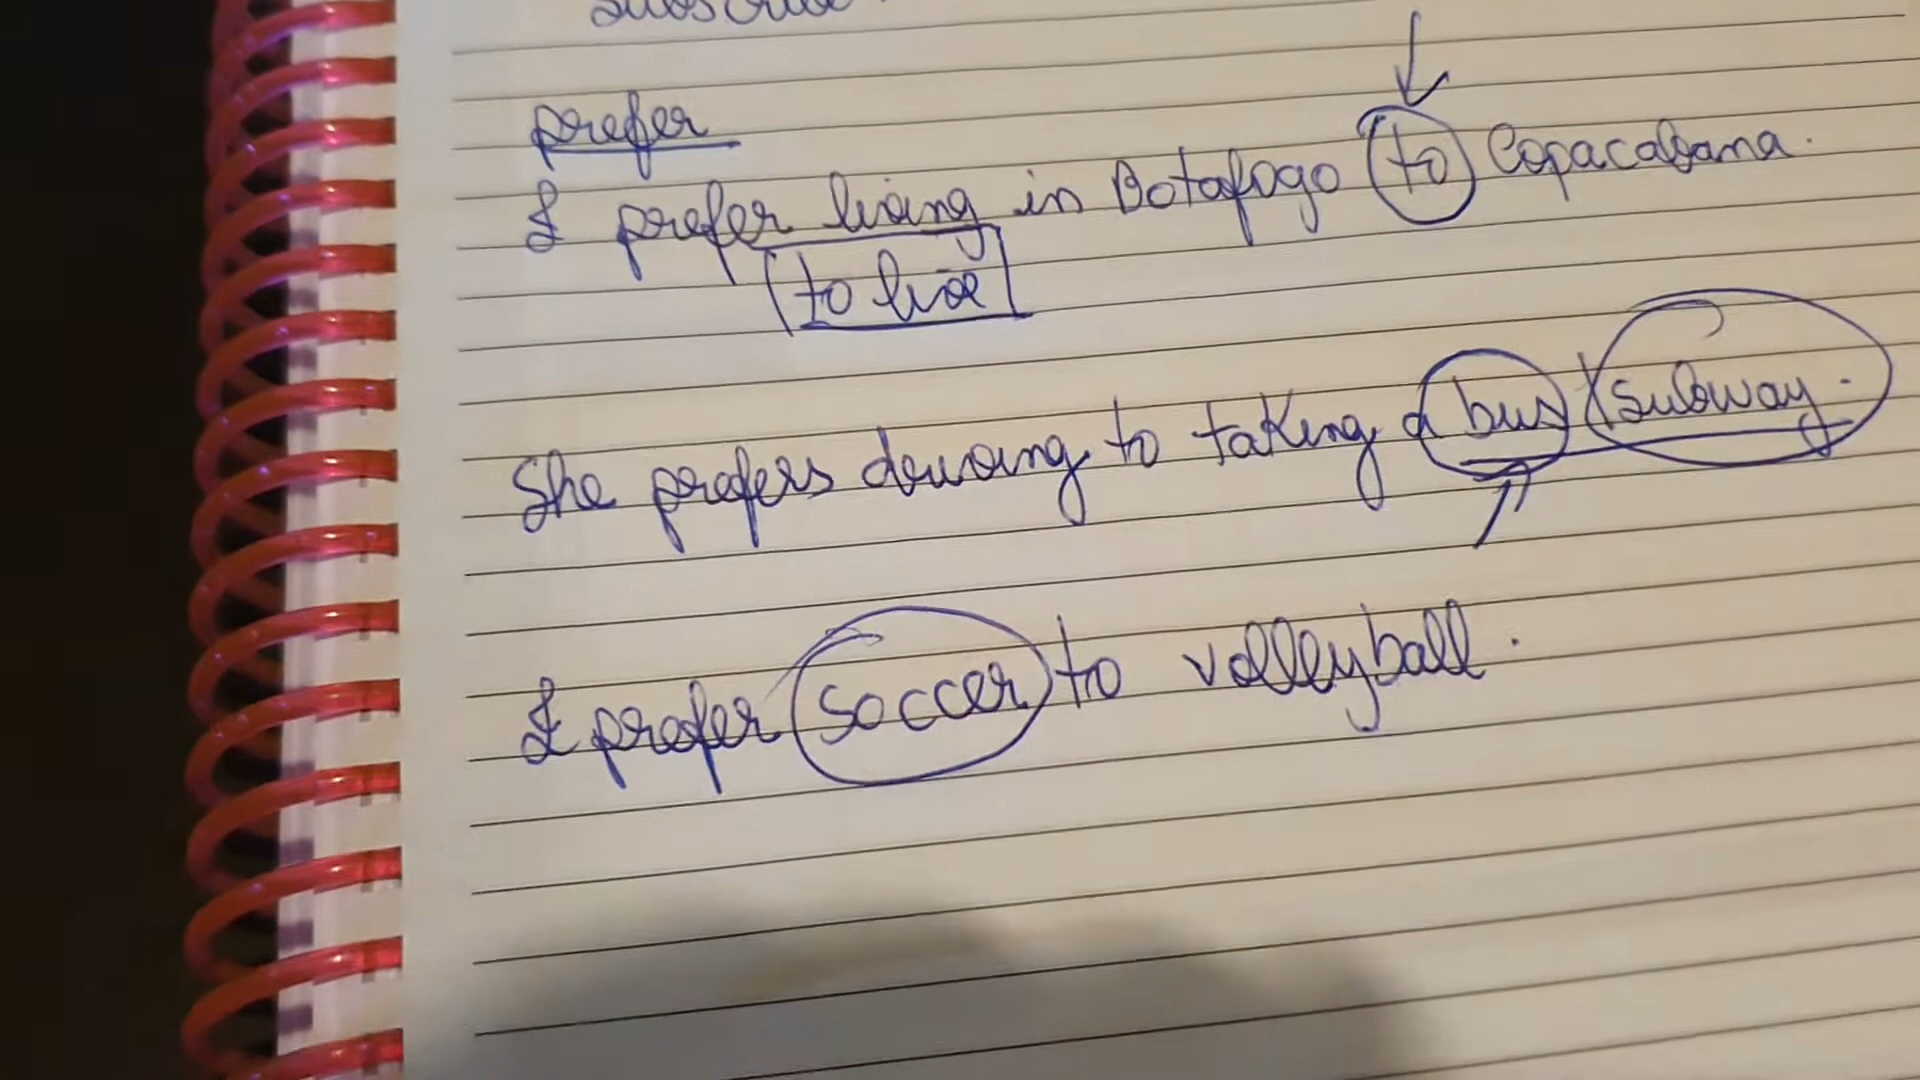 subscribe
prefer
I prefer living in Botafogo to Copacabana.
to live
She prefers driving to taking a bus / subway.
I prefer soccer to volleyball.